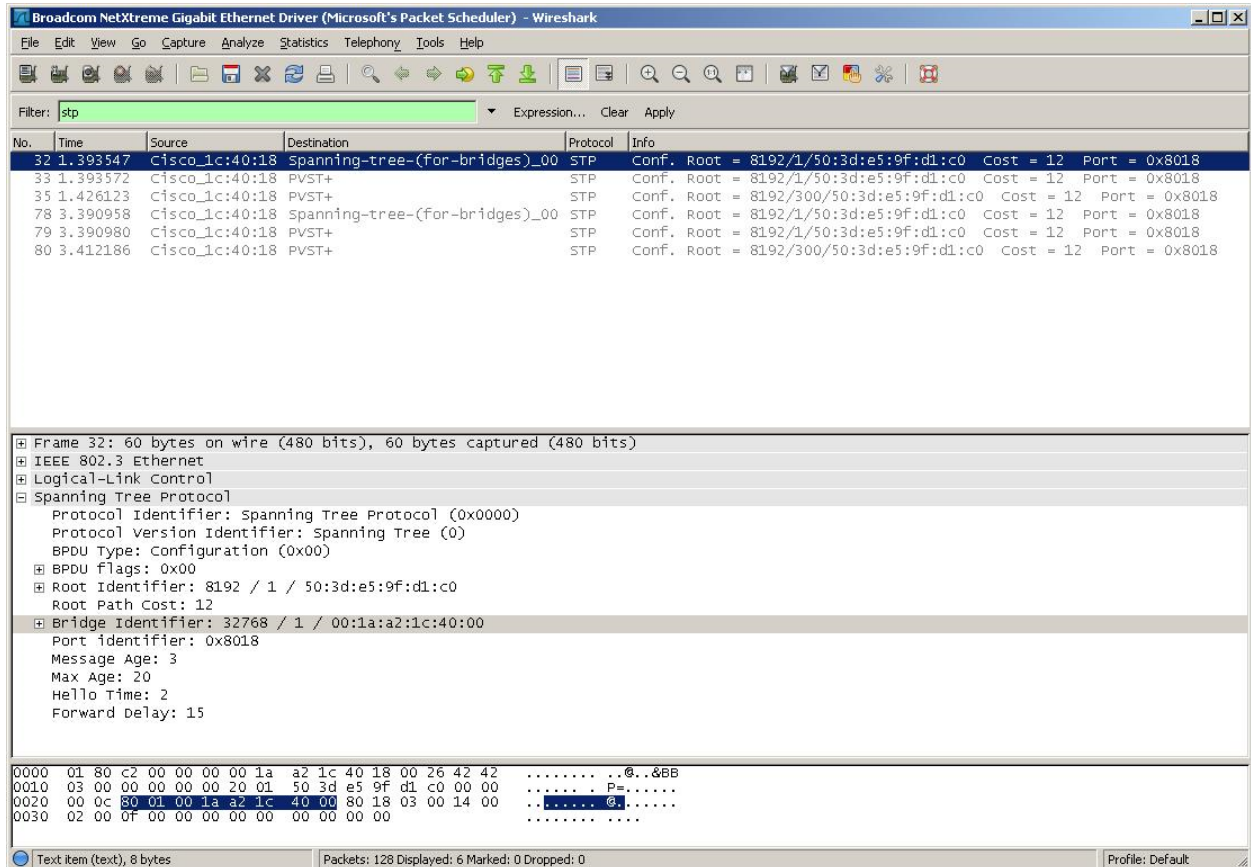 Broadcom NetXtreme Gigabit Ethernet Driver (Microsoft's Packet Scheduler) - Wireshark
File Edit View Go Capture Analyze Statistics Telephony Tools Help
Filter: stp Expression... Clear Apply
No. Time Source Destination Protocol Info
32 1.393547 Cisco_1c:40:18 Spanning-tree-(for-bridges)_00 STP Conf. Root = 8192/1/50:3d:e5:9f:d1:c0 Cost = 12 Port = 0x8018
33 1.393572 Cisco_1c:40:18 PVST+ STP Conf. Root = 8192/1/50:3d:e5:9f:d1:c0 Cost = 12 Port = 0x8018
35 1.426123 Cisco_1c:40:18 PVST+ STP Conf. Root = 8192/300/50:3d:e5:9f:d1:c0 Cost = 12 Port = 0x8018
78 3.390958 Cisco_1c:40:18 Spanning-tree-(for-bridges)_00 STP Conf. Root = 8192/1/50:3d:e5:9f:d1:c0 Cost = 12 Port = 0x8018
79 3.390980 Cisco_1c:40:18 PVST+ STP Conf. Root = 8192/1/50:3d:e5:9f:d1:c0 Cost = 12 Port = 0x8018
80 3.412186 Cisco_1c:40:18 PVST+ STP Conf. Root = 8192/300/50:3d:e5:9f:d1:c0 Cost = 12 Port = 0x8018
Frame 32: 60 bytes on wire (480 bits), 60 bytes captured (480 bits)
IEEE 802.3 Ethernet
Logical-Link Control
Spanning Tree Protocol
Protocol Identifier: Spanning Tree Protocol (0x0000)
Protocol Version Identifier: Spanning Tree (0)
BPDU Type: Configuration (0x00)
BPDU flags: 0x00
Root Identifier: 8192 / 1 / 50:3d:e5:9f:d1:c0
Root Path Cost: 12
Bridge Identifier: 32768 / 1 / 00:1a:a2:1c:40:00
Port identifier: 0x8018
Message Age: 3
Max Age: 20
Hello Time: 2
Forward Delay: 15
0000 01 80 c2 00 00 00 00 1a a2 1c 40 18 00 26 42 42 ........ ..@..&BB
0010 03 00 00 00 00 00 20 01 50 3d e5 9f d1 c0 00 00 ...... . P=......
0020 00 0c 80 01 00 1a a2 1c 40 00 80 18 03 00 14 00 ........ @.......
0030 02 00 0f 00 00 00 00 00 00 00 00 00 ........ ....
Text item (text), 8 bytes Packets: 128 Displayed: 6 Marked: 0 Dropped: 0 Profile: Default